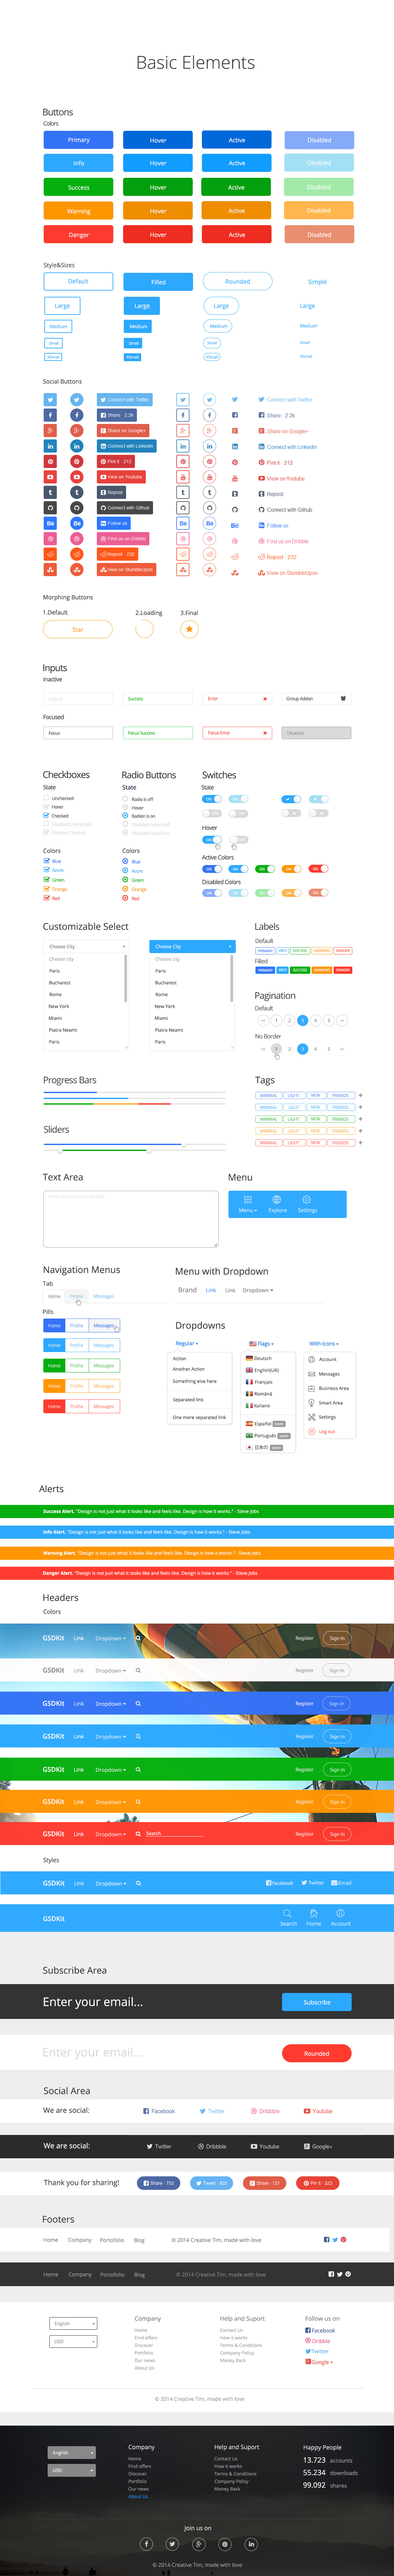 Basic Elements
Buttons
Colors
Primary Hover Active Disabled
Info Hover Active Disabled
Success Hover Active Disabled
Warning Hover Active Disabled
Danger Hover Active Disabled
Style&Sizes
Default Filled Rounded Simple
Large Large Large Large
Medium Medium Medium Medium
Small Small Small Small
XSmall XSmall XSmall XSmall
Social Buttons
Connect with Twitter Connect with Twitter
Share · 2.2k Share · 2.2k
Share on Google+ Share on Google+
Connect with Linkedin Connect with Linkedin
Pint it · 212 Pint it · 212
View on Youtube View on Youtube
Repost Repost
Connect with Github Connect with Github
Follow us Follow us
Find us on Dribble Find us on Dribble
Repost · 232 Repost · 232
View on StumbleUpon View on StumbleUpon
Morphing Buttons
1.Default 2.Loading 3.Final
Star
Inputs
Inactive
Default Success Error Group Addon
Focused
Focus Focus Success Focus Error Disabled
Checkboxes Radio Buttons Switches
State State State
Unchecked Radio is off
Hover Hover
Checked Radion is on
Disabled Unchecked Disabled radio is off
Disabled Checked Disabled radio is on
Hover
Colors Colors Active Colors
Blue Blue
Azure Azure
Green Green Disabled Colors
Orange Orange
Red Red
Customizable Select Labels
Default
Choose City Choose City
PRIMARY INFO SUCCESS WARNING DANGER
Filled
Choose city Choose city
PRIMARY INFO SUCCESS WARNING DANGER
Paris Paris
Bucharest Bucharest
Rome Rome
New York New York
Miami Miami
Piatra Neamt Piatra Neamt
Paris Paris
Pagination
Default
1 2 3 4 5
No Border
1 2 3 4 5
Progress Bars Tags
MINIMAL LIGHT NEW FRIENDS +
MINIMAL LIGHT NEW FRIENDS +
MINIMAL LIGHT NEW FRIENDS +
MINIMAL LIGHT NEW FRIENDS +
MINIMAL LIGHT NEW FRIENDS +
Sliders
Text Area Menu
Menu Explore Settings
Navigation Menus Menu with Dropdown
Tab
Home Profile Messages Brand Link Link Dropdown
Pills
Home Profile Messages
Home Profile Messages
Home Profile Messages
Home Profile Messages
Home Profile Messages
Dropdowns
Regular Flags With Icons
Action
Another Action
Something else here
Separated link
One more separated link
Deutsch
English(UK)
Français
Română
Italiano
Español
Português
日本の
Account
Messages
Business Area
Smart Area
Settings
Log out
Alerts
Success Alert. "Design is not just what it looks like and feels like. Design is how it works." - Steve Jobs
Info Alert. "Design is not just what it looks like and feels like. Design is how it works." - Steve Jobs
Warning Alert. "Design is not just what it looks like and feels like. Design is how it works." - Steve Jobs
Danger Alert. "Design is not just what it looks like and feels like. Design is how it works." - Steve Jobs
Headers
Colors
GSDKit Link Dropdown Register Sign In
GSDKit Link Dropdown Register Sign In
GSDKit Link Dropdown Register Sign In
GSDKit Link Dropdown Register Sign In
GSDKit Link Dropdown Register Sign In
GSDKit Link Dropdown Register Sign In
GSDKit Link Dropdown Search Register Sign In
Styles
GSDKit Link Dropdown Facebook Twitter Email
GSDKit Search Home Account
Subscribe Area
Enter your email... Subscribe
Enter your email... Rounded
Social Area
We are social: Facebook Twitter Dribbble Youtube
We are social: Twitter Dribbble Youtube Google+
Thank you for sharing! Share · 733 Tweet · 632 Share · 131 Pin it · 323
Footers
Home Company Portofolio Blog © 2014 Creative Tim, made with love
Home Company Portofolio Blog © 2014 Creative Tim, made with love
English
USD
Company
Home
Find offers
Discover
Portfolio
Our news
About Us
Help and Suport
Contact Us
How it works
Terms & Conditions
Company Policy
Money Back
Follow us on
Facebook
Dribble
Twitter
Google +
© 2014 Creative Tim, made with love
English
USD
Company
Home
Find offers
Discover
Portfolio
Our news
About Us
Help and Suport
Contact Us
How it works
Terms & Conditions
Company Policy
Money Back
Happy People
13.723 accounts
55.234 downloads
99.092 shares
Join us on
© 2014 Creative Tim, made with love